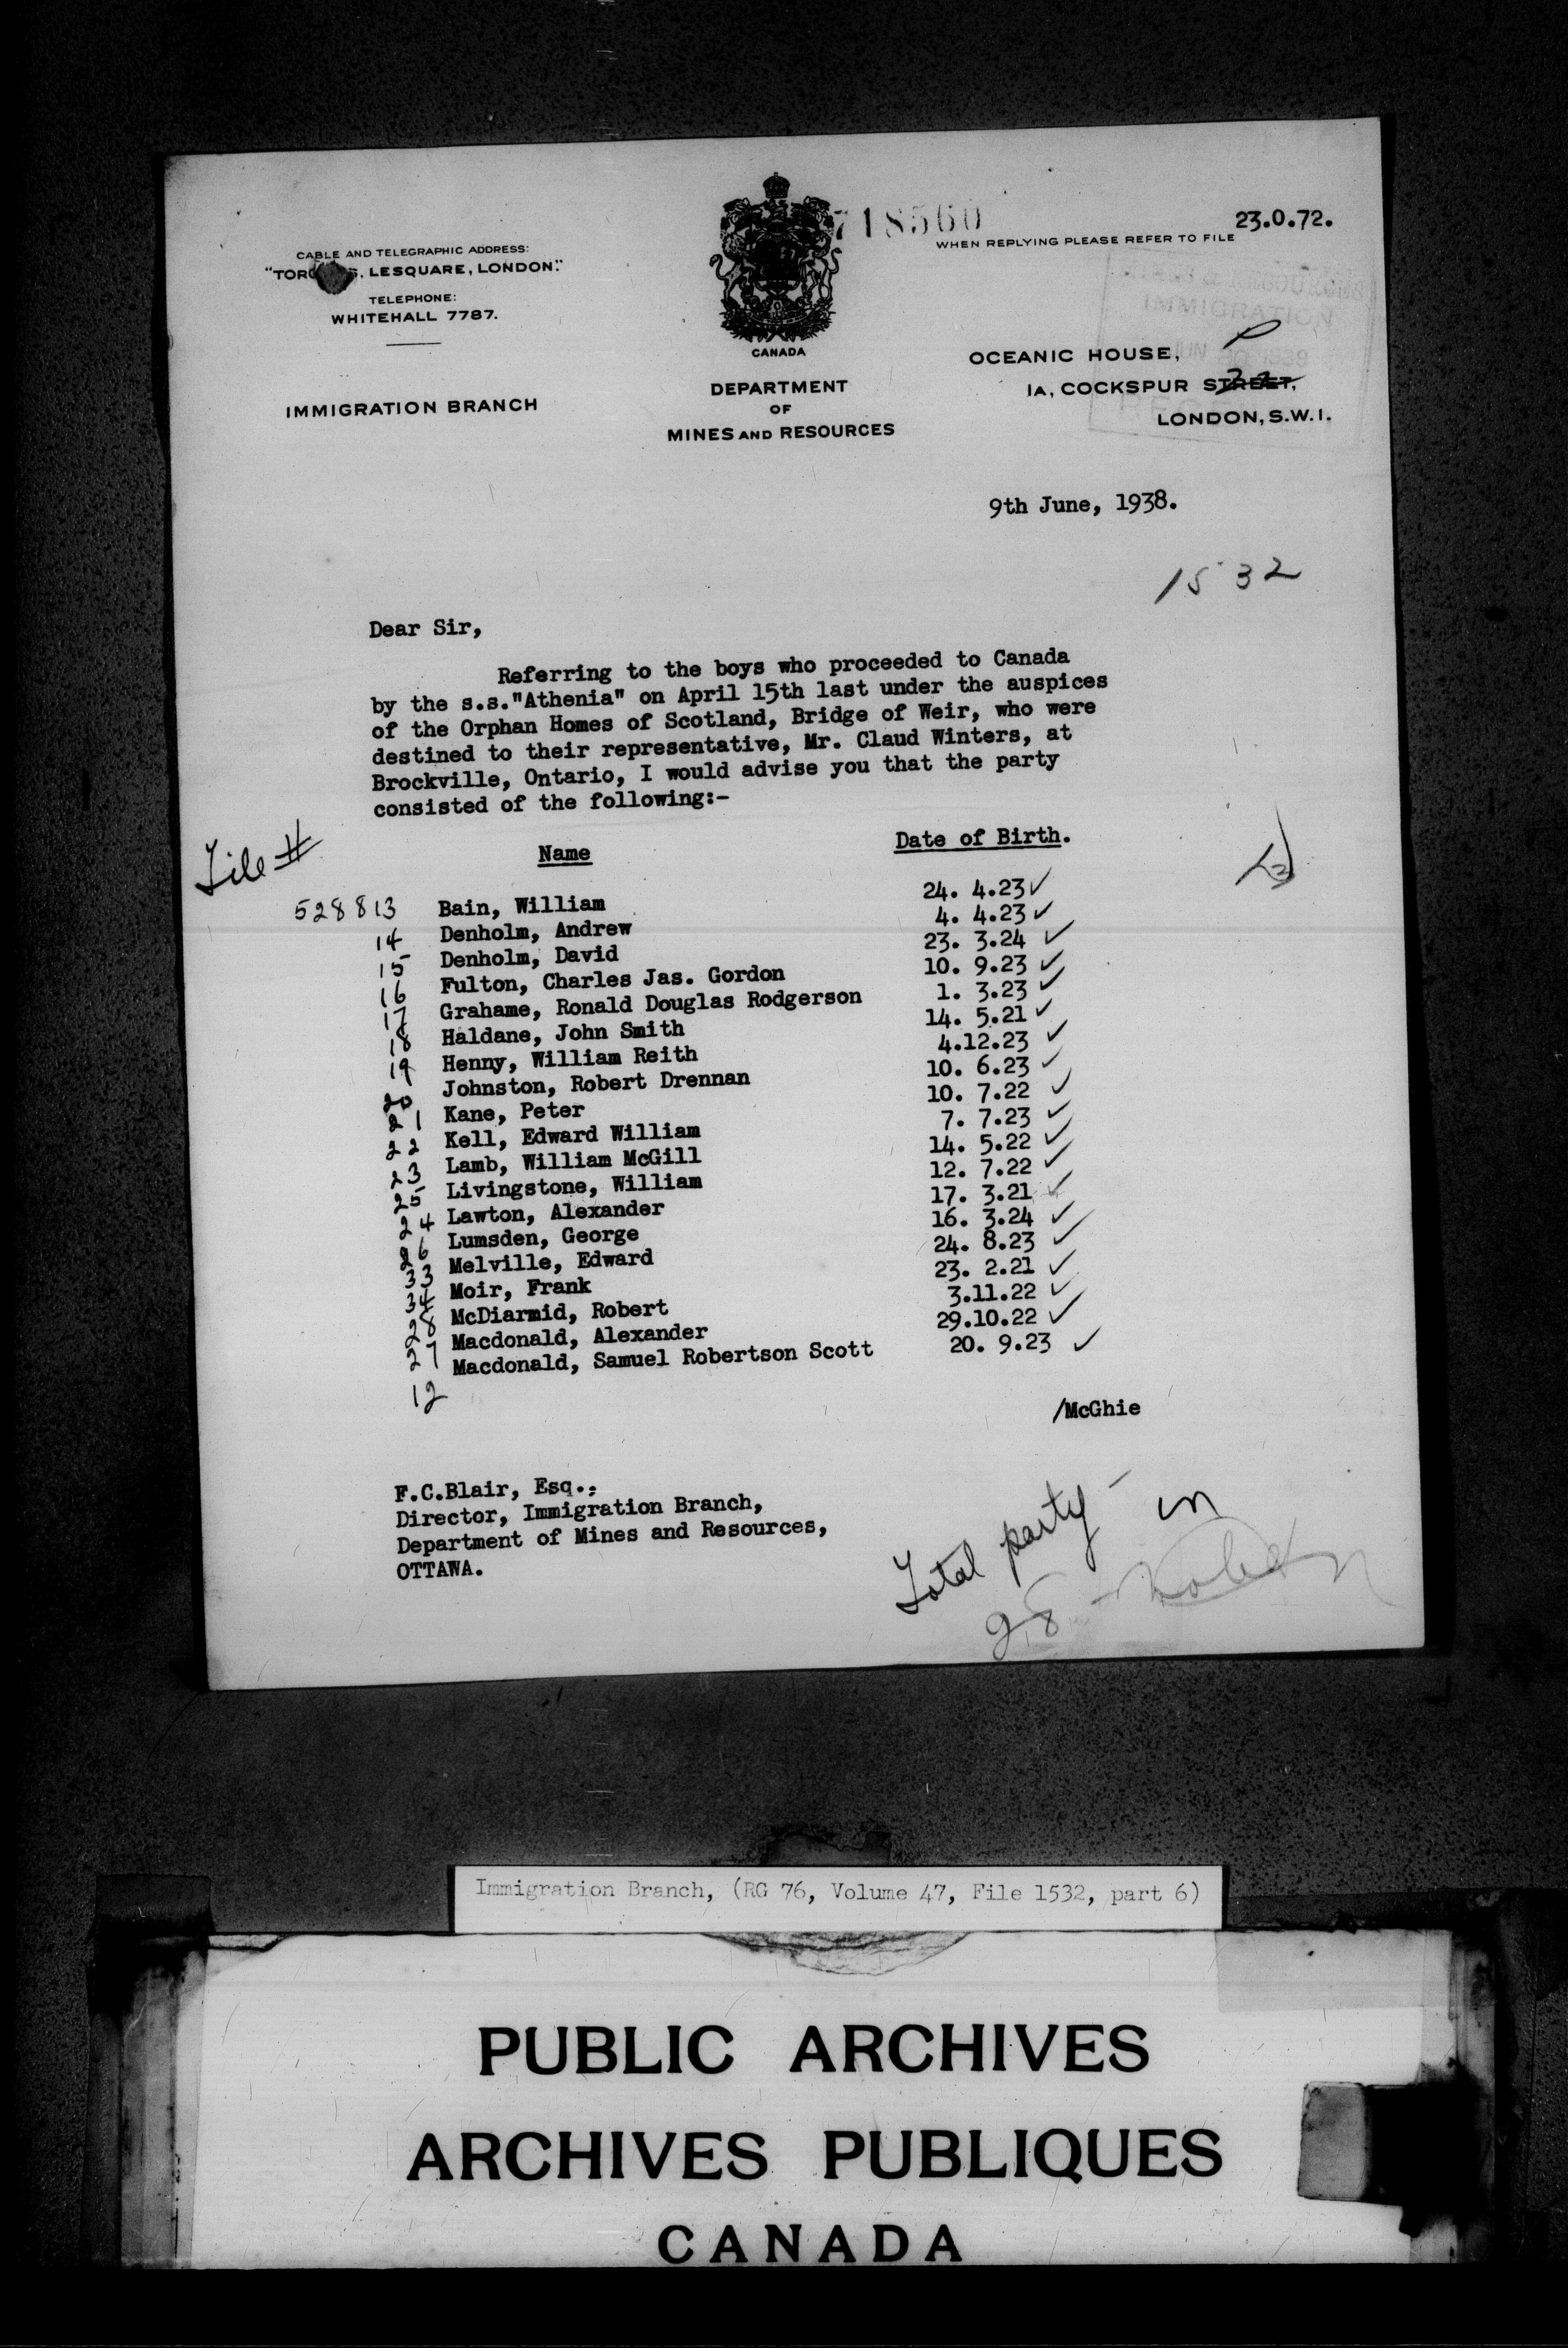 718560
23.0.72.
WHEN REPLYING PLEASE REFER TO FILE
CABLE AND TELEGRAPHIC ADDRESS:
LESQUARE, LONDON."
TELEPHONE:
WHITEHALL 7787.
IMMIGRATION BRANCH
CANADA
DEPARTMENT
OF
MINES AND RESOURCES
IMMIGRATION
OCEANIC HOUSE,
1A, COCKSPUR STREET,
LONDON, S.W.1.
9th June, 1938.
1532
Dear Sir,
Referring to the boys who proceeded to Canada
by the s.s."Athenia" on April 15th last under the auspices
of the Orphan Homes of Scotland, Bridge of Weir, who were
destined to their representative, Mr. Claud Winters, at
Brockville, Ontario, I would advise you that the party
consisted of the following:-
File # Name Date of Birth.
528813 Bain, William 24. 4.23 ✓
14 Denholm, Andrew 4. 4.23 ✓
15 Denholm, David 23. 3.24 ✓
16 Fulton, Charles Jas. Gordon 10. 9.23 ✓
17 Grahame, Ronald Douglas Rodgerson 1. 3.23 ✓
18 Haldane, John Smith 14. 5.21 ✓
19 Henny, William Reith 4.12.23 ✓
20 Johnston, Robert Drennan 10. 6.23 ✓
21 Kane, Peter 10. 7.22 ✓
22 Kell, Edward William 7. 7.23 ✓
23 Lamb, William McGill 14. 5.22 ✓
25 Livingstone, William 12. 7.22 ✓
24 Lawton, Alexander 17. 3.21 ✓
26 Lumsden, George 16. 3.24 ✓
33 Melville, Edward 24. 8.23 ✓
34 Moir, Frank 23. 2.21 ✓
28 McDiarmid, Robert 3.11.22 ✓
27 Macdonald, Alexander 29.10.22 ✓
12 Macdonald, Samuel Robertson Scott 20. 9.23 ✓
/McGhie
F.C.Blair, Esq.,
Director, Immigration Branch,
Department of Mines and Resources,
OTTAWA.
Total party - in
28 -
Immigration Branch, (RG 76, Volume 47, File 1532, part 6)
PUBLIC ARCHIVES
ARCHIVES PUBLIQUES
CANADA